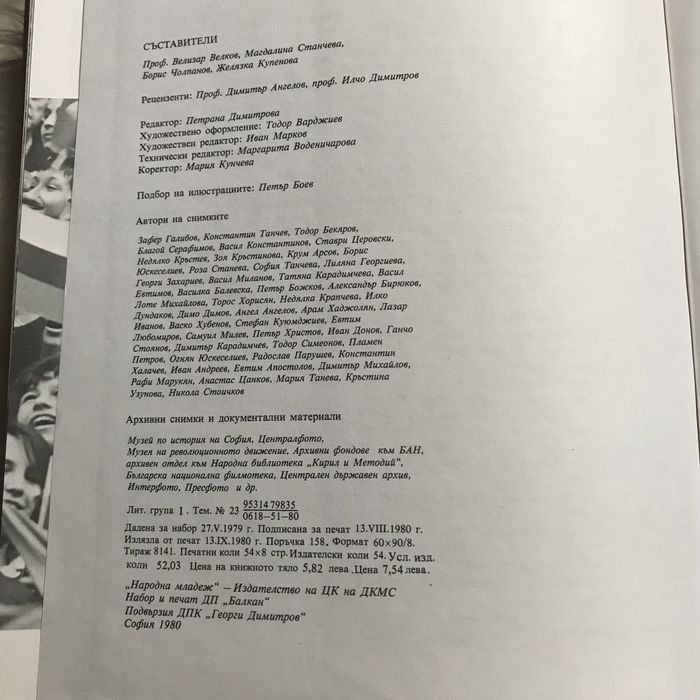 СЪСТАВИТЕЛИ
Проф. Велизар Велков, Магдалина Станчева,
Борис Чолпанов, Желязка Купенова
Рецензенти: Проф. Димитър Ангелов, проф. Илчо Димитров
Редактор: Петрана Димитрова
Художествено оформление: Тодор Варджиев
Художествен редактор: Иван Марков
Технически редактор: Маргарита Воденичарова
Коректор: Мария Кунчева
Подбор на илюстрациите: Петър Боев
Автори на снимките
Зафер Галибов, Константин Танчев, Тодор Бекяров,
Благой Серафимов, Васил Константинов, Ставри Церовски,
Недялко Кръстев, Зоя Кръстинова, Крум Арсов, Борис
Юскеселиев, Роза Станева, София Танчева, Лиляна Георгиева,
Георги Захариев, Васил Миланов, Татяна Карадимчева, Васил
Евтимов, Василка Балевска, Петър Божков, Александър Бирюков,
Лоте Михайлова, Торос Хорисян, Недялка Крапчева, Илко
Дундаков, Димо Димов, Ангел Ангелов, Арам Хаджолян, Лазар
Иванов, Васко Хубенов, Стефан Куюмджиев, Евтим
Любомиров, Самуил Милев, Петър Христов, Иван Донов, Ганчо
Стоянов, Димитър Карадимчев, Тодор Симеонов, Пламен
Петров, Огнян Юскеселиев, Радослав Парушев, Константин
Халачев, Иван Андреев, Евтим Апостолов, Димитър Михайлов,
Рафи Марукян, Анастас Цанков, Мария Танева, Кръстина
Узунова, Никола Стоичков
Архивни снимки и документални материали
Музей по история на София, Централфото,
Музея на революционното движение, Архивни фондове към БАН,
архивен отдел към Народна библиотека „Кирил и Методий“,
Българска национална филмотека, Централен държавен архив,
Интерфото, Пресфото и др.
Лит. група I. Тем. № 23 9531479835
0618—51—80
Дадена за набор 27.V.1979 г. Подписана за печат 13.VIII.1980 г.
Излязла от печат 13.IX.1980 г. Поръчка 158. Формат 60×90/8.
Тираж 8141. Печатни коли 54×8 стр. Издателски коли 54. Усл. изд.
коли 52,03 Цена на книжното тяло 5,82 лева. Цена 7,54 лева.
„Народна младеж“ — Издателство на ЦК на ДКМС
Набор и печат ДП „Балкан“
Подвързия ДПК „Георги Димитров“
София 1980